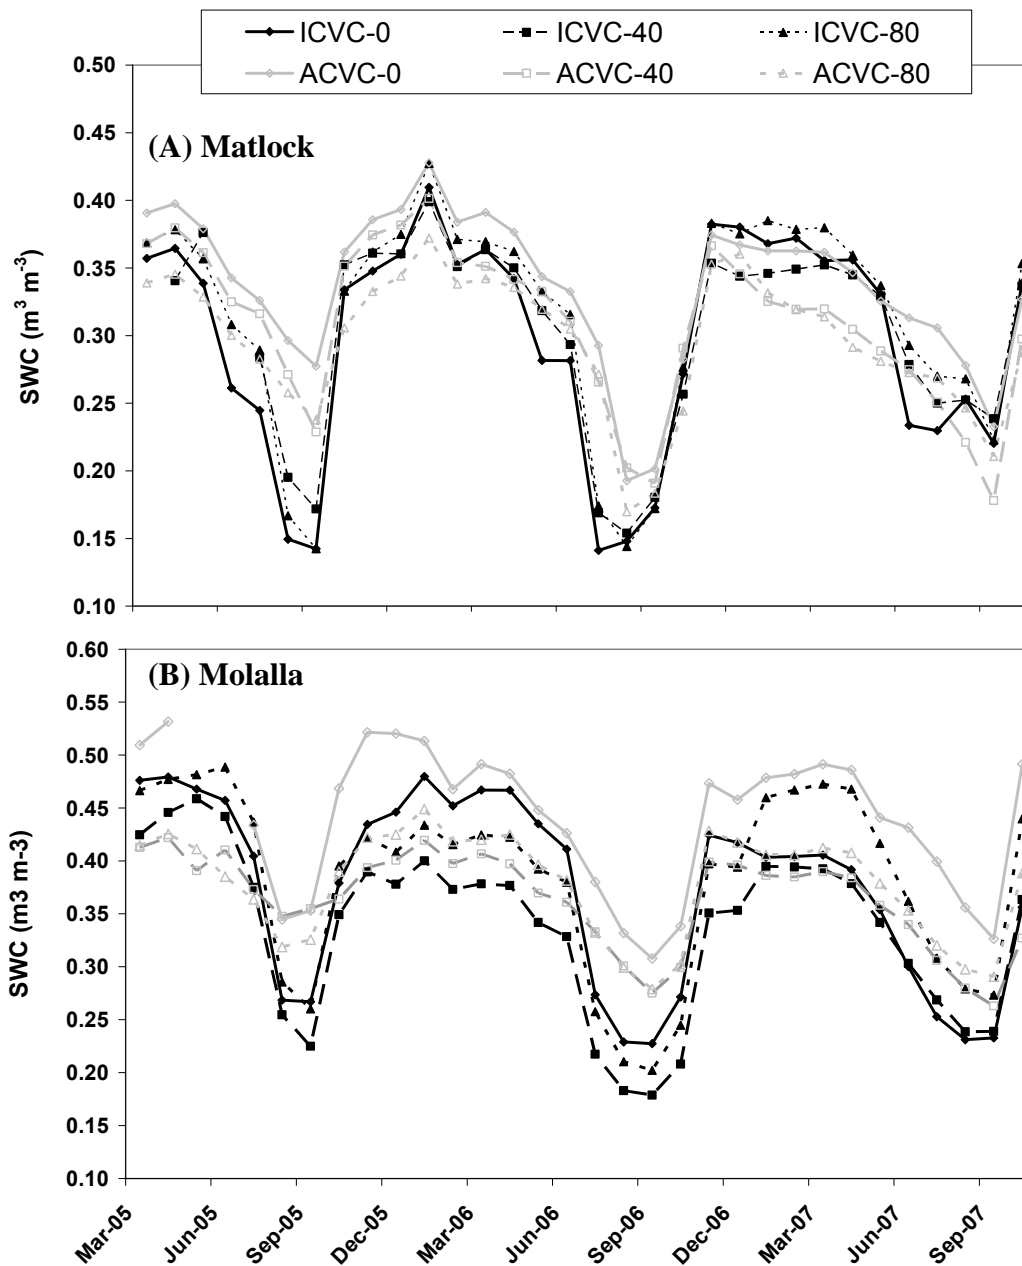 ICVC-0 ICVC-40 ICVC-80
ACVC-0 ACVC-40 ACVC-80
0.50
0.45
(A) Matlock
0.40
0.35
0.30
0.25
0.20
0.15
0.10
SWC (m³ m⁻³)
0.60
(B) Molalla
0.55
0.50
0.45
0.40
0.35
0.30
0.25
0.20
0.15
0.10
SWC (m3 m-3)
Mar-05 Jun-05 Sep-05 Dec-05 Mar-06 Jun-06 Sep-06 Dec-06 Mar-07 Jun-07 Sep-07